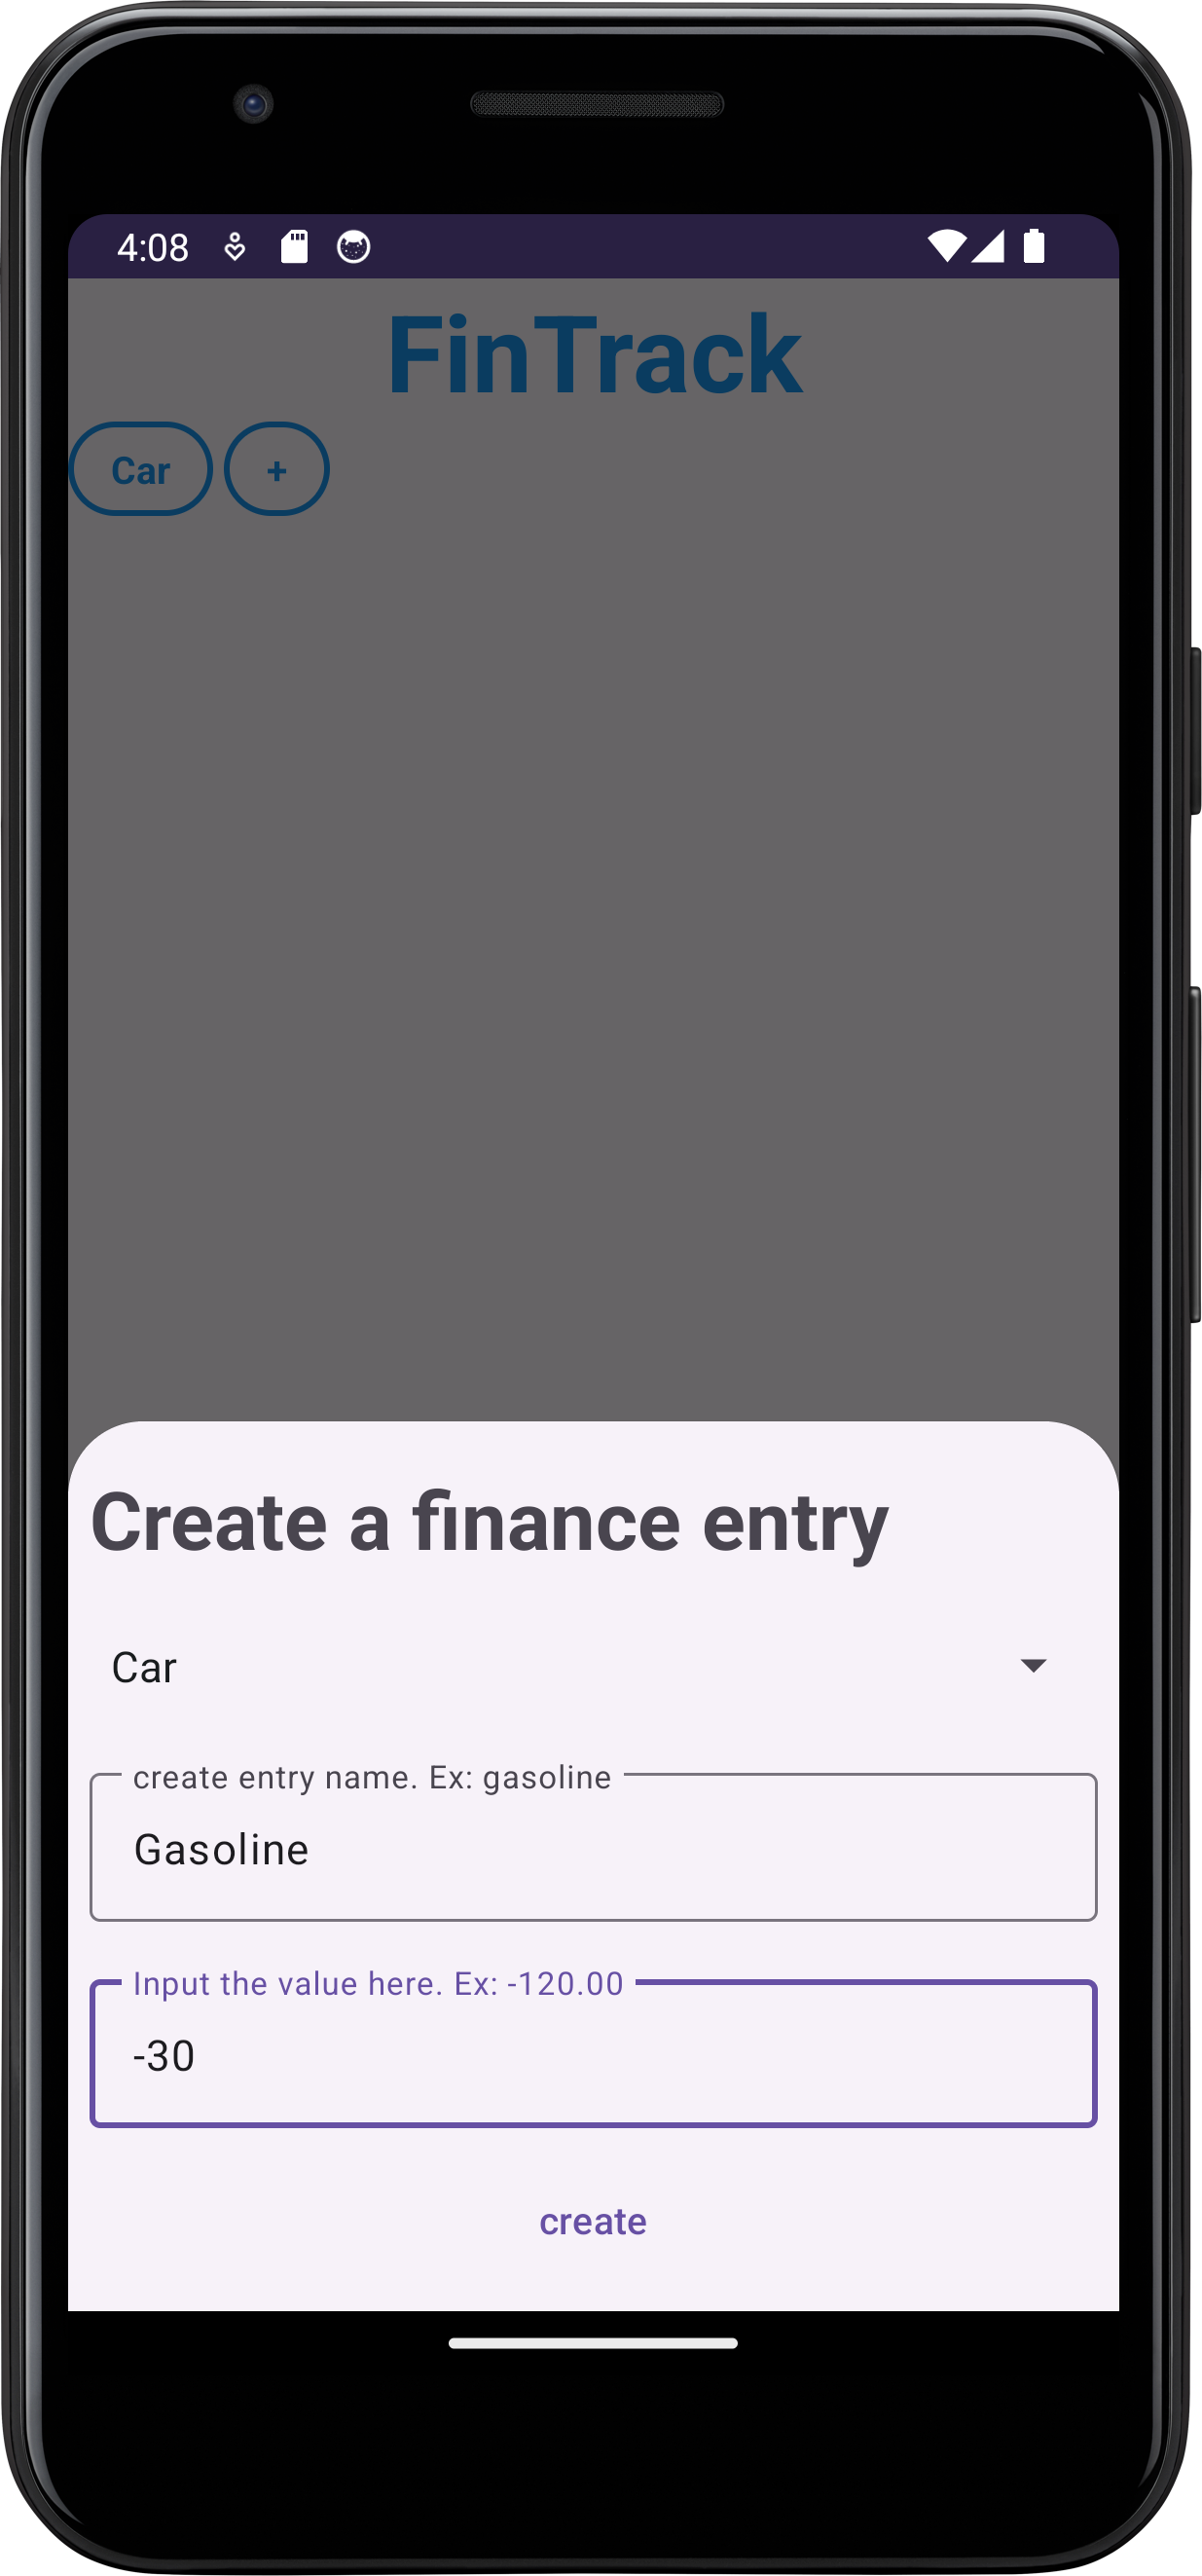 4:08
FinTrack
Car +
Create a finance entry
Car
create entry name. Ex: gasoline
Gasoline
Input the value here. Ex: -120.00
-30
create